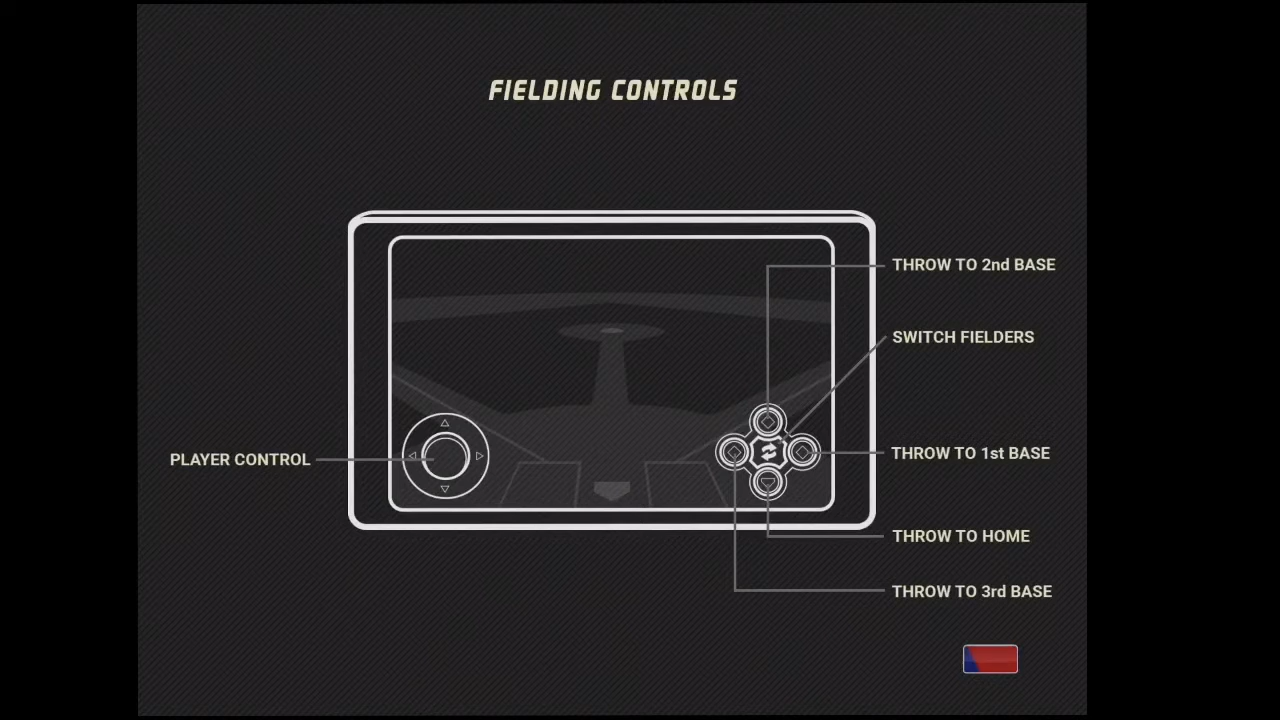 FIELDING CONTROLS
THROW TO 2nd BASE
SWITCH FIELDERS
THROW TO 1st BASE
PLAYER CONTROL
THROW TO HOME
THROW TO 3rd BASE